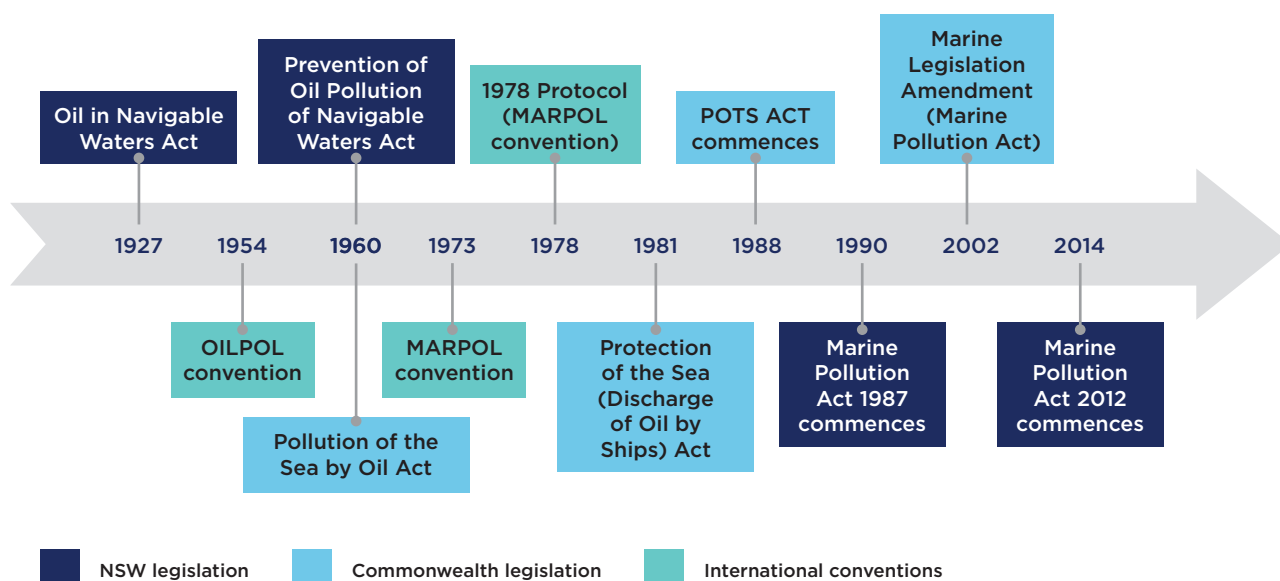 Oil in Navigable
Waters Act
Prevention of
Oil Pollution
of Navigable
Waters Act
1978 Protocol
(MARPOL
convention)
POTS ACT
commences
Marine
Legislation
Amendment
(Marine
Pollution Act)
1927
1954
1960
1973
1978
1981
1988
1990
2002
2014
OILPOL
convention
Pollution of the
Sea by Oil Act
MARPOL
convention
Protection
of the Sea
(Discharge
of Oil by
Ships) Act
Marine
Pollution
Act 1987
commences
Marine
Pollution
Act 2012
commences
NSW legislation
Commonwealth legislation
International conventions